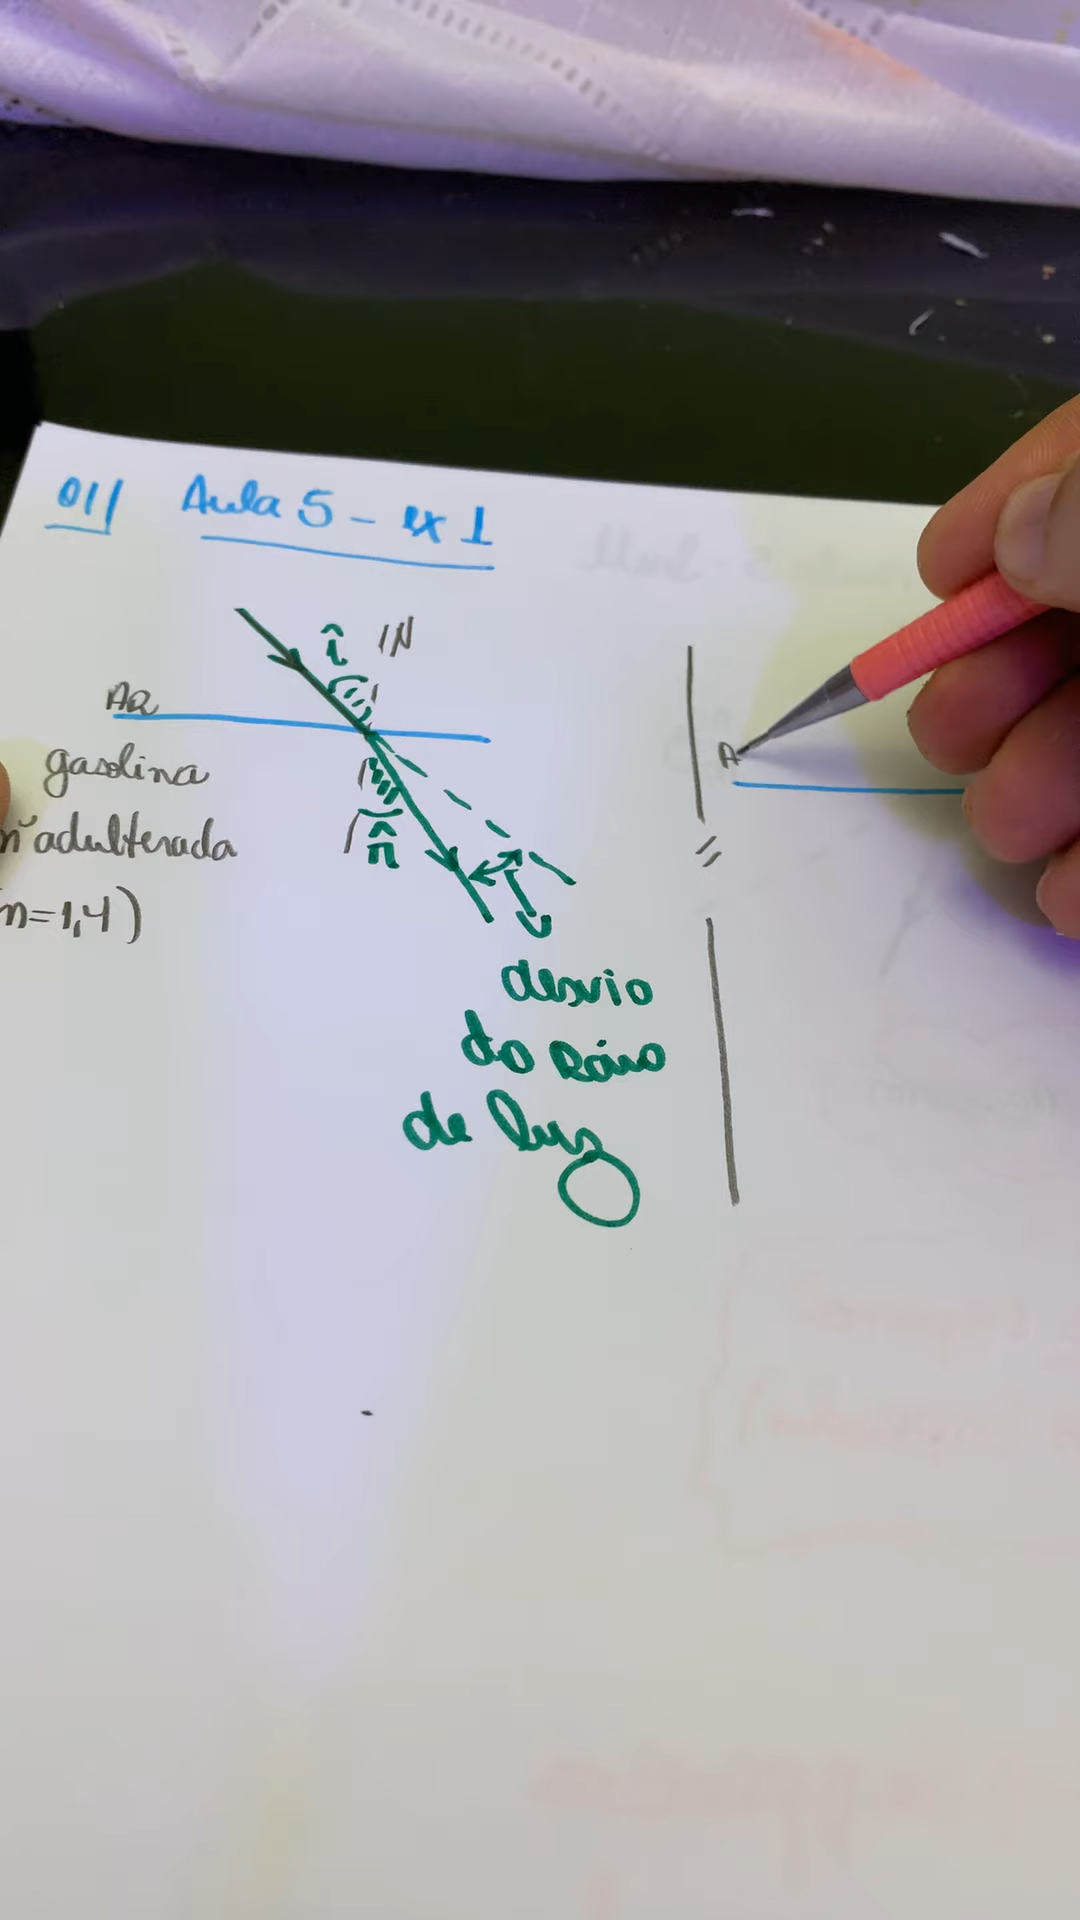 01) Aula 5 - ex 1
î
N
AR
gasolina
ñ adulterada
n=1,4)
r̂
desvio
do Raio
de luz
A